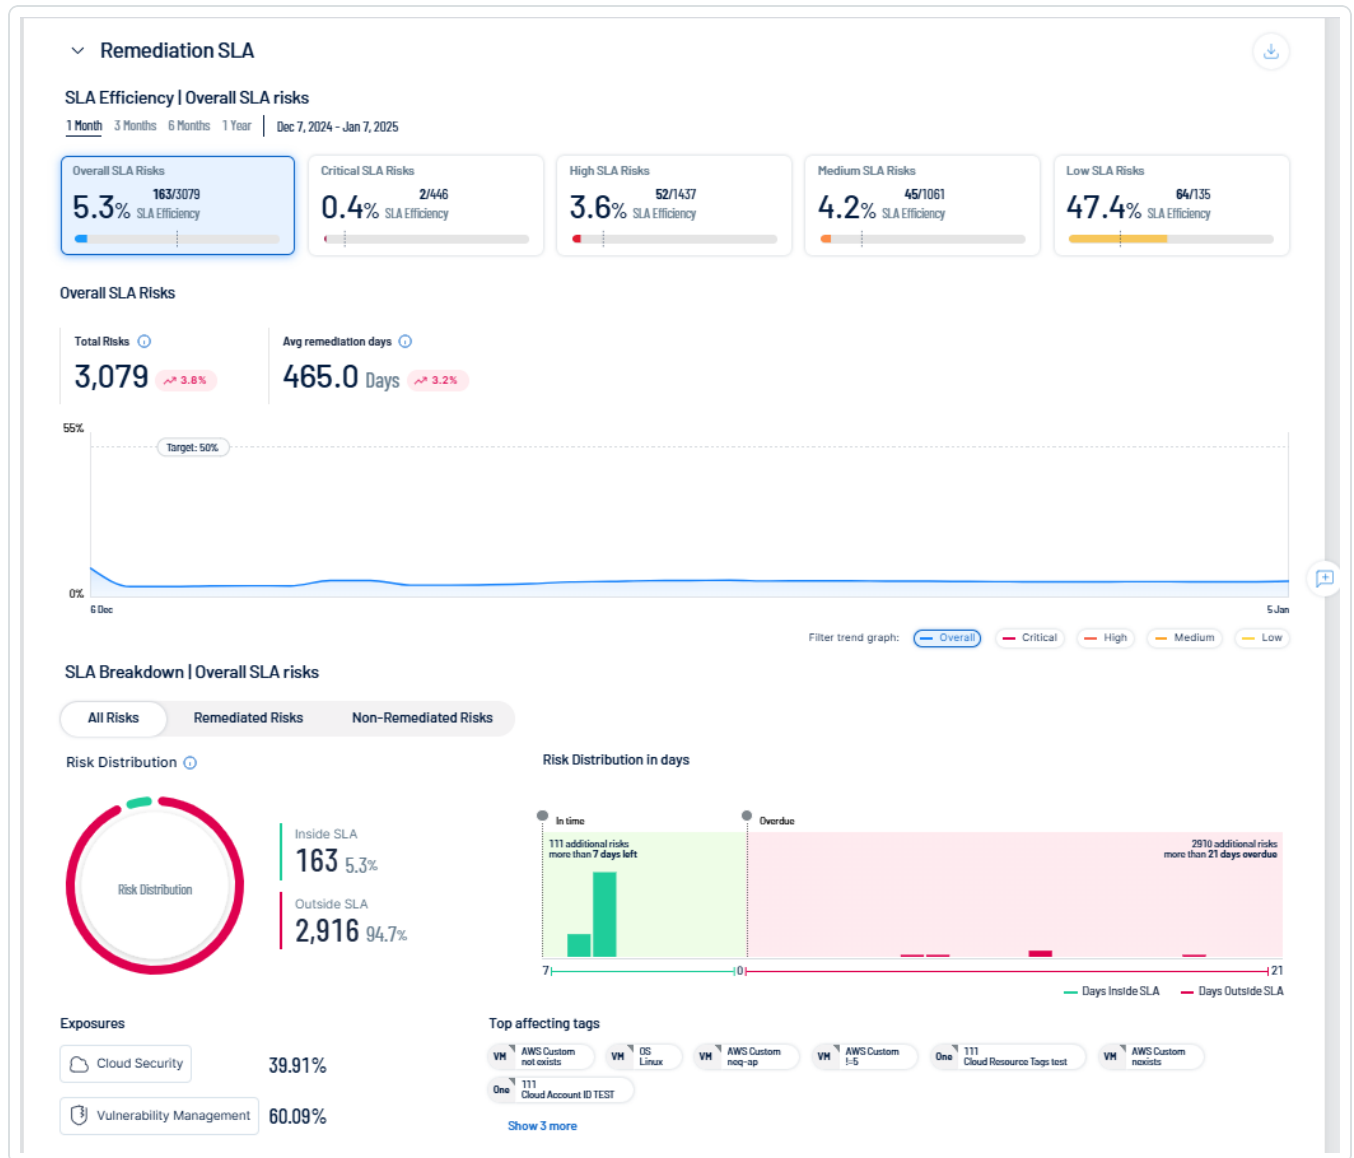 Remediation SLA
SLA Efficiency | Overall SLA risks
1 Month 3 Months 6 Months 1 Year | Dec 7, 2024 - Jan 7, 2025
Overall SLA Risks
5.3% 163/3079 SLA Efficiency
Critical SLA Risks
0.4% 2/446 SLA Efficiency
High SLA Risks
3.6% 52/1437 SLA Efficiency
Medium SLA Risks
4.2% 45/1061 SLA Efficiency
Low SLA Risks
47.4% 64/135 SLA Efficiency
Overall SLA Risks
Total Risks
3,079 3.8%
Avg remediation days
465.0 Days 3.2%
55%
Target: 50%
0%
6 Dec 5 Jan
Filter trend graph: Overall Critical High Medium Low
SLA Breakdown | Overall SLA risks
All Risks Remediated Risks Non-Remediated Risks
Risk Distribution
Risk Distribution
Inside SLA
163 5.3%
Outside SLA
2,916 94.7%
Risk Distribution in days
In time Overdue
111 additional risks
more than 7 days left
2910 additional risks
more than 21 days overdue
7 0 21
Days Inside SLA Days Outside SLA
Exposures
Cloud Security 39.91%
Vulnerability Management 60.09%
Top affecting tags
VM AWS Custom
not exists
VM OS
Linux
VM AWS Custom
neq-ap
VM AWS Custom
!=5
One 111
Cloud Resource Tags test
VM AWS Custom
nexists
One 111
Cloud Account ID TEST
Show 3 more